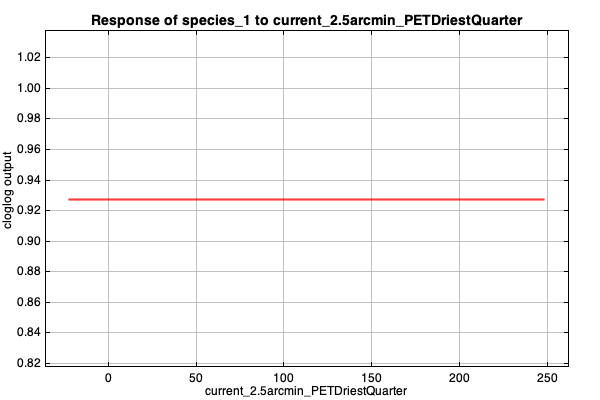 Response of species_1 to current_2.5arcmin_PETDriestQuarter
1.02
1.00
0.98
0.96
0.94
0.92
0.90
0.88
0.86
0.84
0.82
cloglog output
0 50 100 150 200 250
current_2.5arcmin_PETDriestQuarter